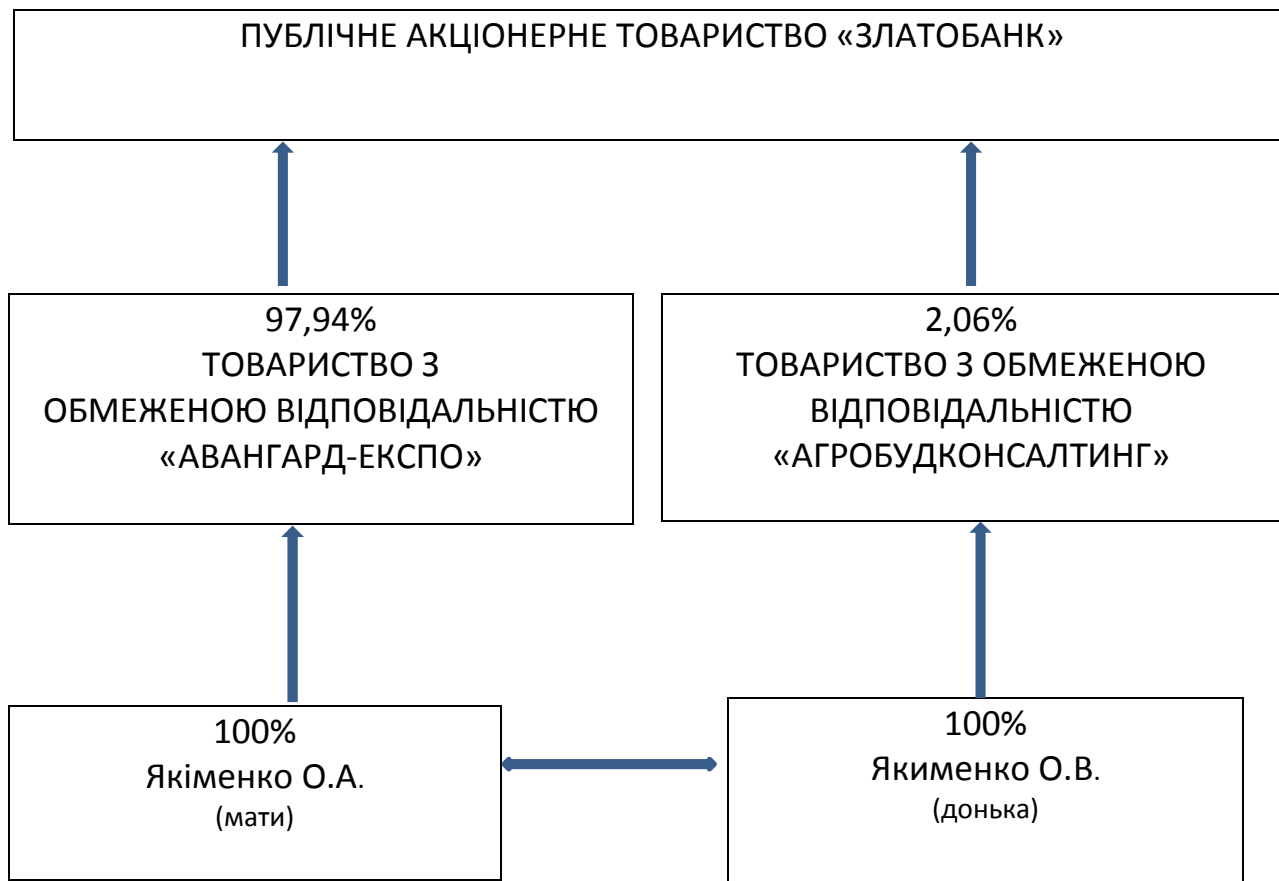 ПУБЛІЧНЕ АКЦІОНЕРНЕ ТОВАРИСТВО «ЗЛАТОБАНК»
97,94%
ТОВАРИСТВО З
ОБМЕЖЕНОЮ ВІДПОВІДАЛЬНІСТЮ
«АВАНГАРД-ЕКСПО»
2,06%
ТОВАРИСТВО З ОБМЕЖЕНОЮ
ВІДПОВІДАЛЬНІСТЮ
«АГРОБУДКОНСАЛТИНГ»
100%
Якіменко О.А.
(мати)
100%
Якименко О.В.
(донька)